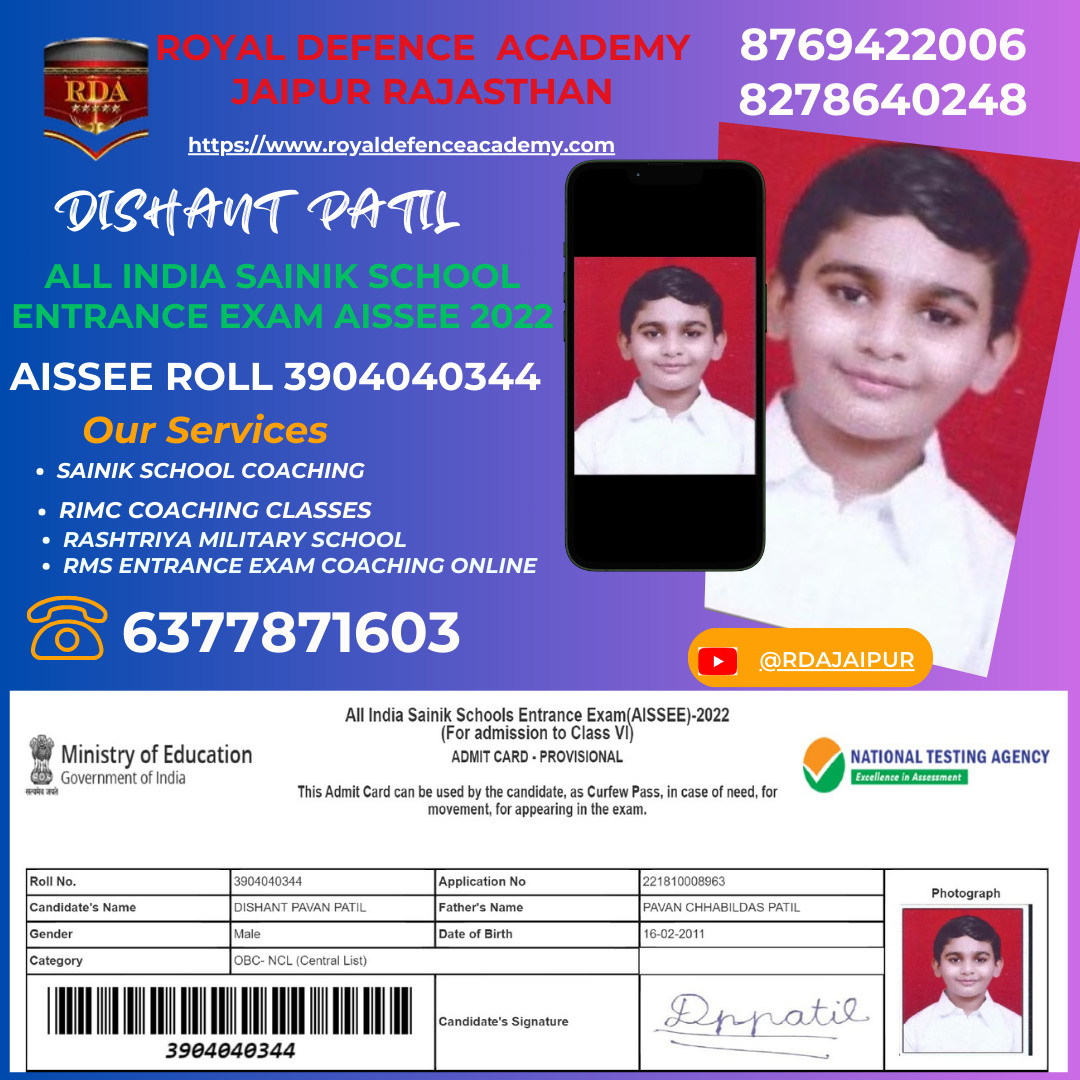 RDA
ROYAL DEFENCE ACADEMY
JAIPUR RAJASTHAN
https://www.royaldefenceacademy.com
8769422006
8278640248
DISHANT PATIL
ALL INDIA SAINIK SCHOOL
ENTRANCE EXAM AISSEE 2022
AISSEE ROLL 3904040344
Our Services
• SAINIK SCHOOL COACHING
• RIMC COACHING CLASSES
• RASHTRIYA MILITARY SCHOOL
• RMS ENTRANCE EXAM COACHING ONLINE
6377871603
@RDAJAIPUR
All India Sainik Schools Entrance Exam(AISSEE)-2022
(For admission to Class VI)
ADMIT CARD - PROVISIONAL
This Admit Card can be used by the candidate, as Curfew Pass, in case of need, for
movement, for appearing in the exam.
सत्यमेव जयते
Ministry of Education
Government of India
NATIONAL TESTING AGENCY
Excellence in Assessment
Roll No. 3904040344 Application No 221810008963
Candidate's Name DISHANT PAVAN PATIL Father's Name PAVAN CHHABILDAS PATIL
Gender Male Date of Birth 16-02-2011
Category OBC- NCL (Central List)
Photograph
3904040344
Candidate's Signature
Dppatil